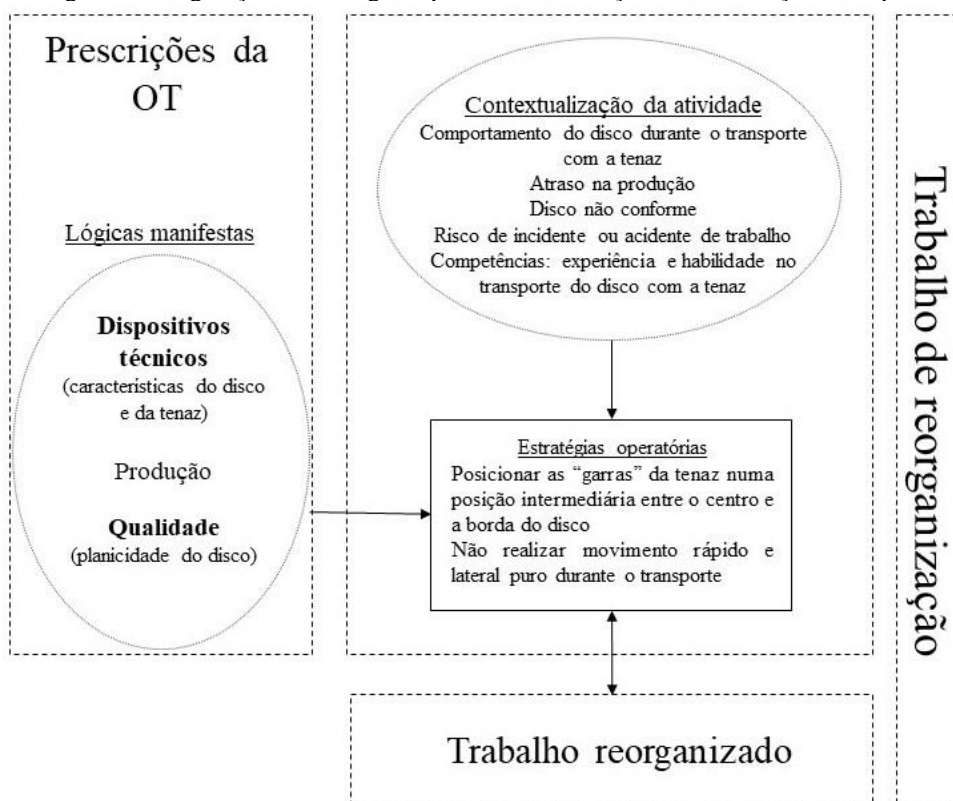 Prescrições da
OT
Lógicas manifestas
Dispositivos
técnicos
(características do disco
e da tenaz)
Produção
Qualidade
(planicidade do disco)
Contextualização da atividade
Comportamento do disco durante o transporte
com a tenaz
Atraso na produção
Disco não conforme
Risco de incidente ou acidente de trabalho
Competências: experiência e habilidade no
transporte do disco com a tenaz
Estratégias operatórias
Posicionar as “garras” da tenaz numa
posição intermediária entre o centro e
a borda do disco
Não realizar movimento rápido e
lateral puro durante o transporte
Trabalho reorganizado
Trabalho de reorganização